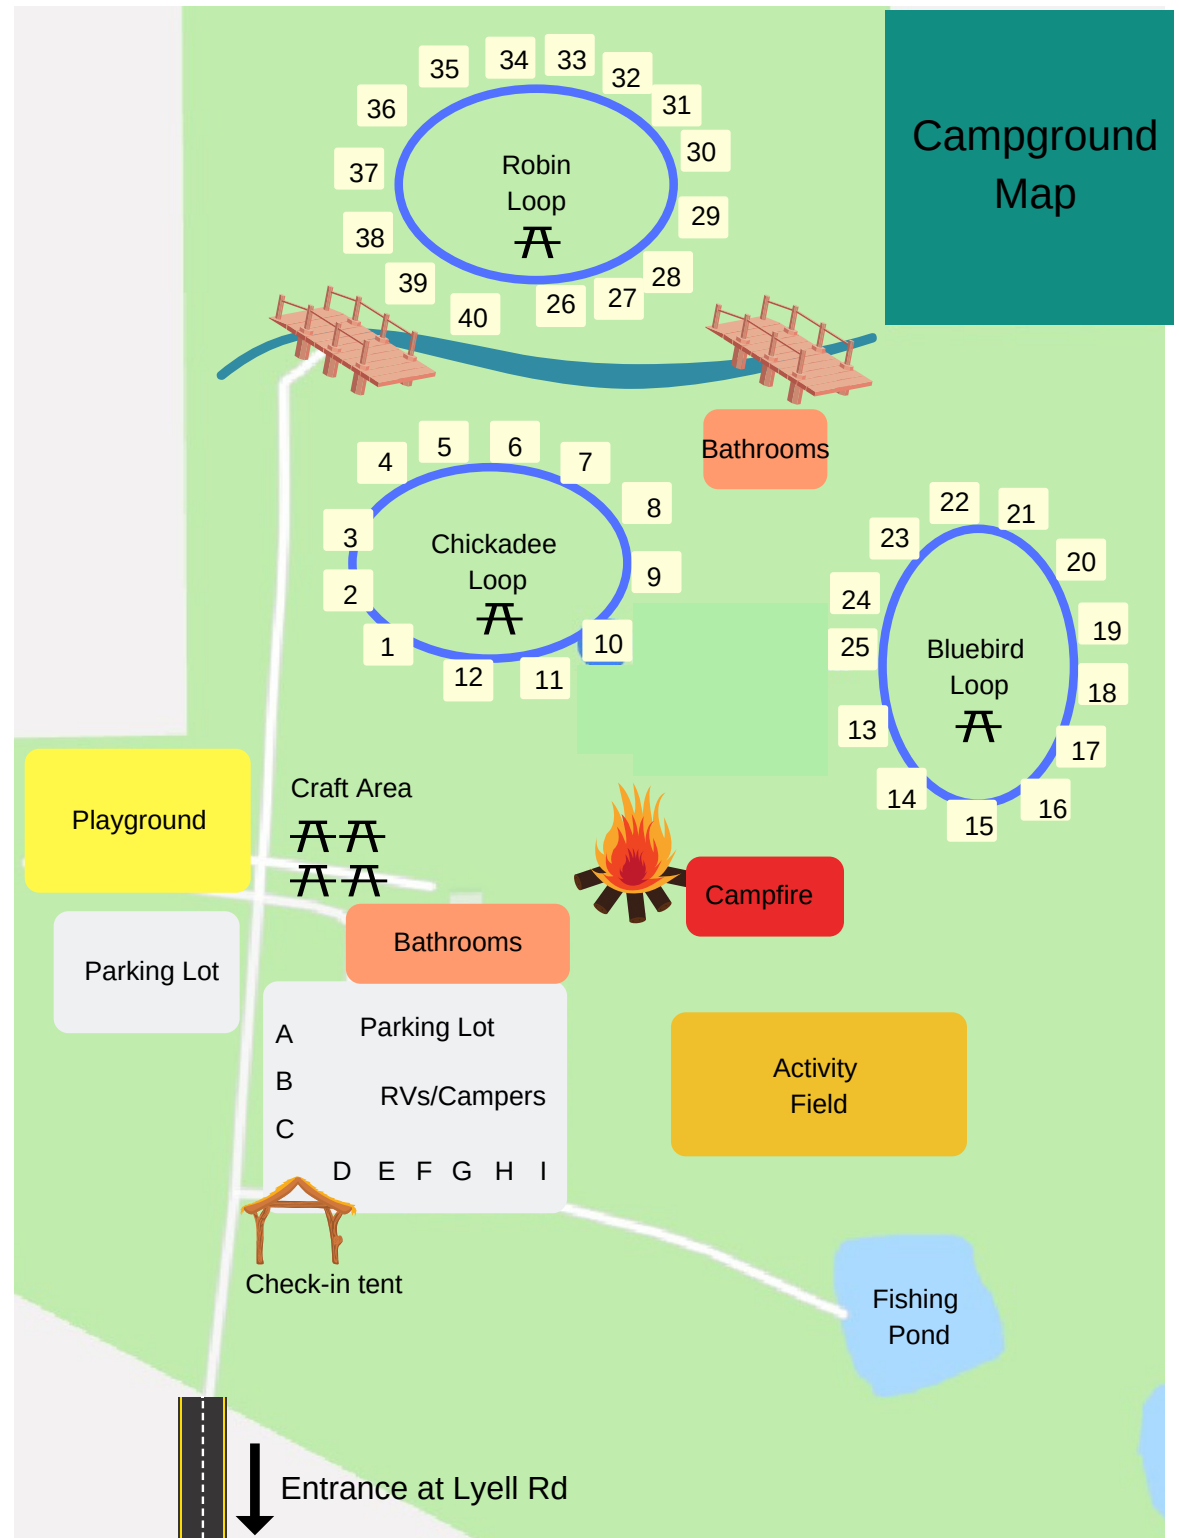 Campground
Map
35
34
33
32
31
36
30
37
29
38
28
39
27
26
40
Robin
Loop
Bathrooms
4
5
6
7
8
3
9
2
10
1
12
11
Chickadee
Loop
22
21
23
20
24
19
25
18
13
17
14
16
15
Bluebird
Loop
Craft Area
Playground
Campfire
Bathrooms
Parking Lot
Parking Lot
RVs/Campers
A
B
C
D E F G H I
Activity
Field
Check-in tent
Fishing
Pond
Entrance at Lyell Rd